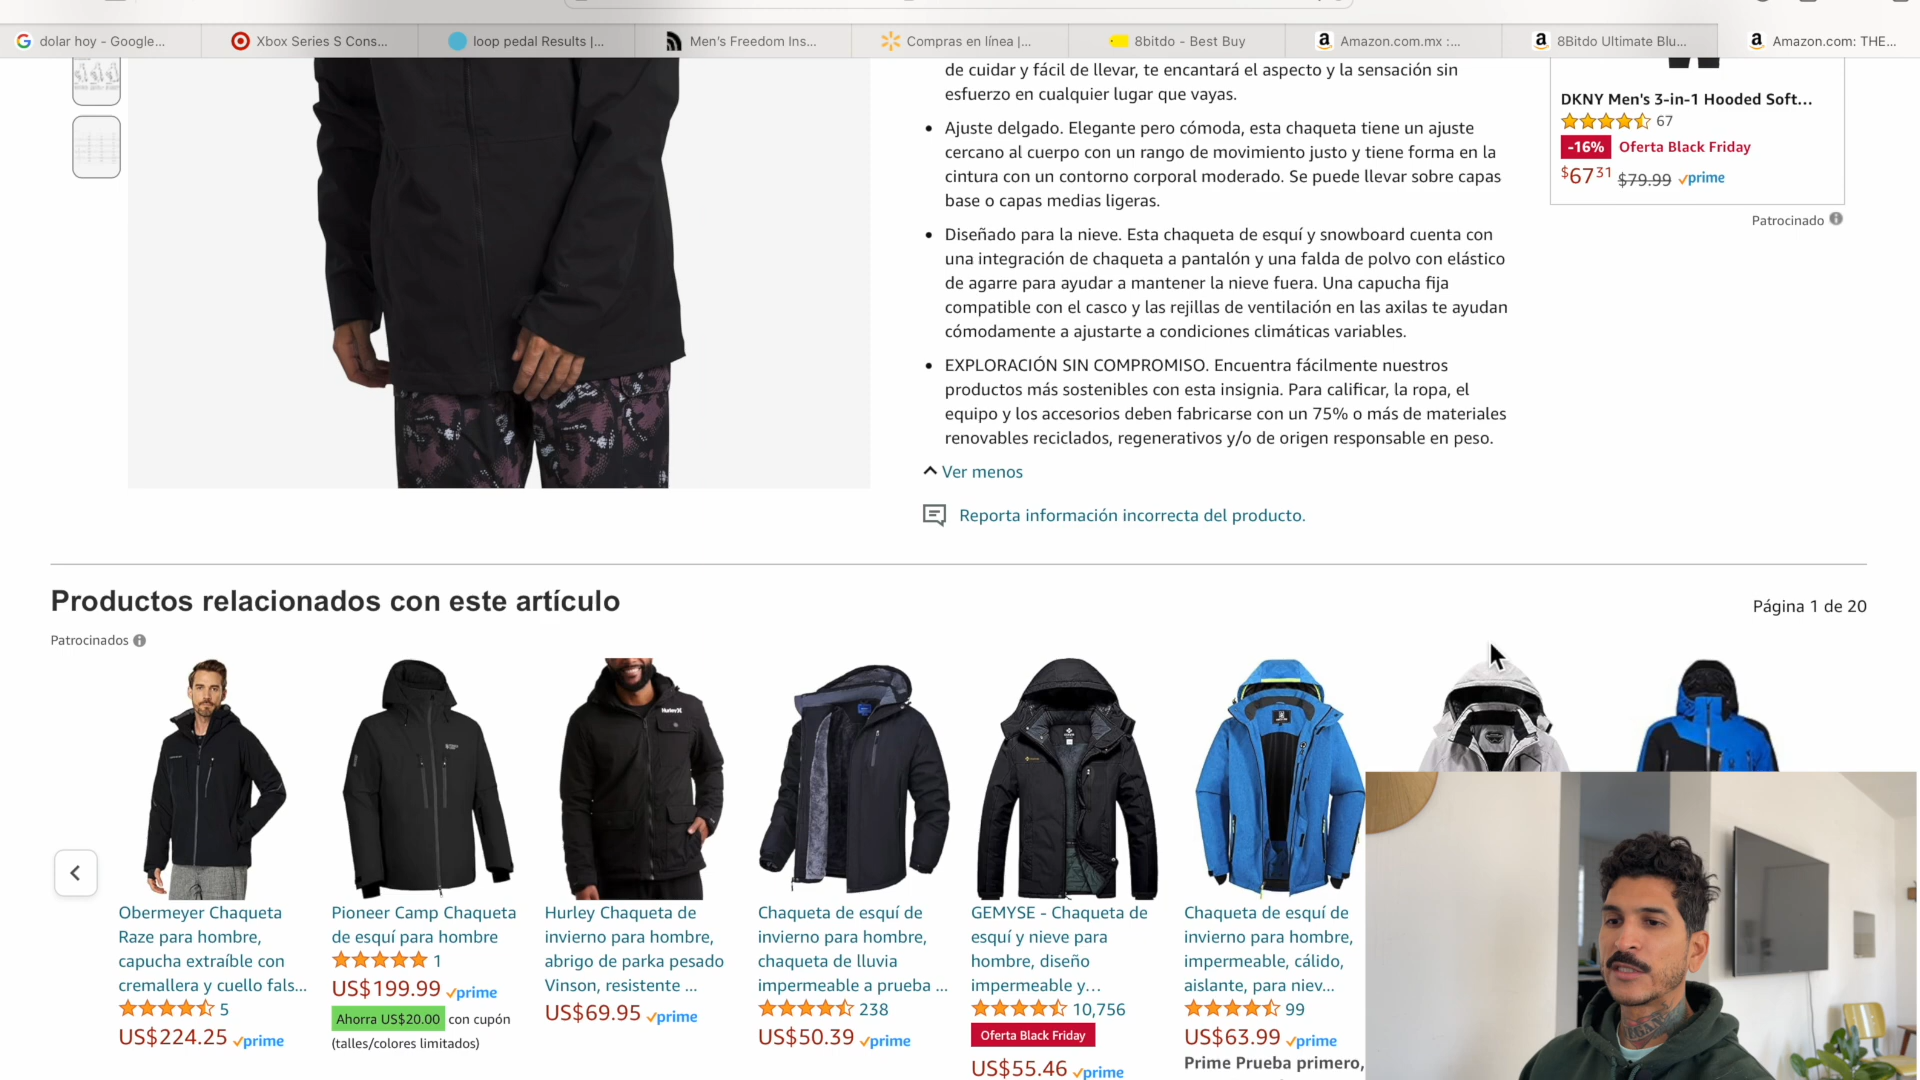 dolar hoy - Google...
Xbox Series S Cons...
loop pedal Results |...
Men's Freedom Ins...
Compras en línea |...
8bitdo - Best Buy
Amazon.com.mx :...
8Bitdo Ultimate Blu...
Amazon.com: THE...
de cuidar y fácil de llevar, te encantará el aspecto y la sensación sin
esfuerzo en cualquier lugar que vayas.
• Ajuste delgado. Elegante pero cómoda, esta chaqueta tiene un ajuste
cercano al cuerpo con un rango de movimiento justo y tiene forma en la
cintura con un contorno corporal moderado. Se puede llevar sobre capas
base o capas medias ligeras.
• Diseñado para la nieve. Esta chaqueta de esquí y snowboard cuenta con
una integración de chaqueta a pantalón y una falda de polvo con elástico
de agarre para ayudar a mantener la nieve fuera. Una capucha fija
compatible con el casco y las rejillas de ventilación en las axilas te ayudan
cómodamente a ajustarte a condiciones climáticas variables.
• EXPLORACIÓN SIN COMPROMISO. Encuentra fácilmente nuestros
productos más sostenibles con esta insignia. Para calificar, la ropa, el
equipo y los accesorios deben fabricarse con un 75% o más de materiales
renovables reciclados, regenerativos y/o de origen responsable en peso.
Ver menos
Reporta información incorrecta del producto.
DKNY Men's 3-in-1 Hooded Soft...
67
-16% Oferta Black Friday
$67 31 $79.99 prime
Patrocinado
Productos relacionados con este artículo
Página 1 de 20
Patrocinados
Obermeyer Chaqueta
Raze para hombre,
capucha extraíble con
cremallera y cuello fals...
5
US$224.25 prime
Pioneer Camp Chaqueta
de esquí para hombre
1
US$199.99 prime
Ahorra US$20.00 con cupón
(talles/colores limitados)
Hurley
Hurley Chaqueta de
invierno para hombre,
abrigo de parka pesado
Vinson, resistente ...
US$69.95 prime
Chaqueta de esquí de
invierno para hombre,
chaqueta de lluvia
impermeable a prueba ...
238
US$50.39 prime
GEMYSE - Chaqueta de
esquí y nieve para
hombre, diseño
impermeable y...
10,756
Oferta Black Friday
US$55.46 prime
Chaqueta de esquí de
invierno para hombre,
impermeable, cálido,
aislante, para niev...
99
US$63.99 prime
Prime Prueba primero,